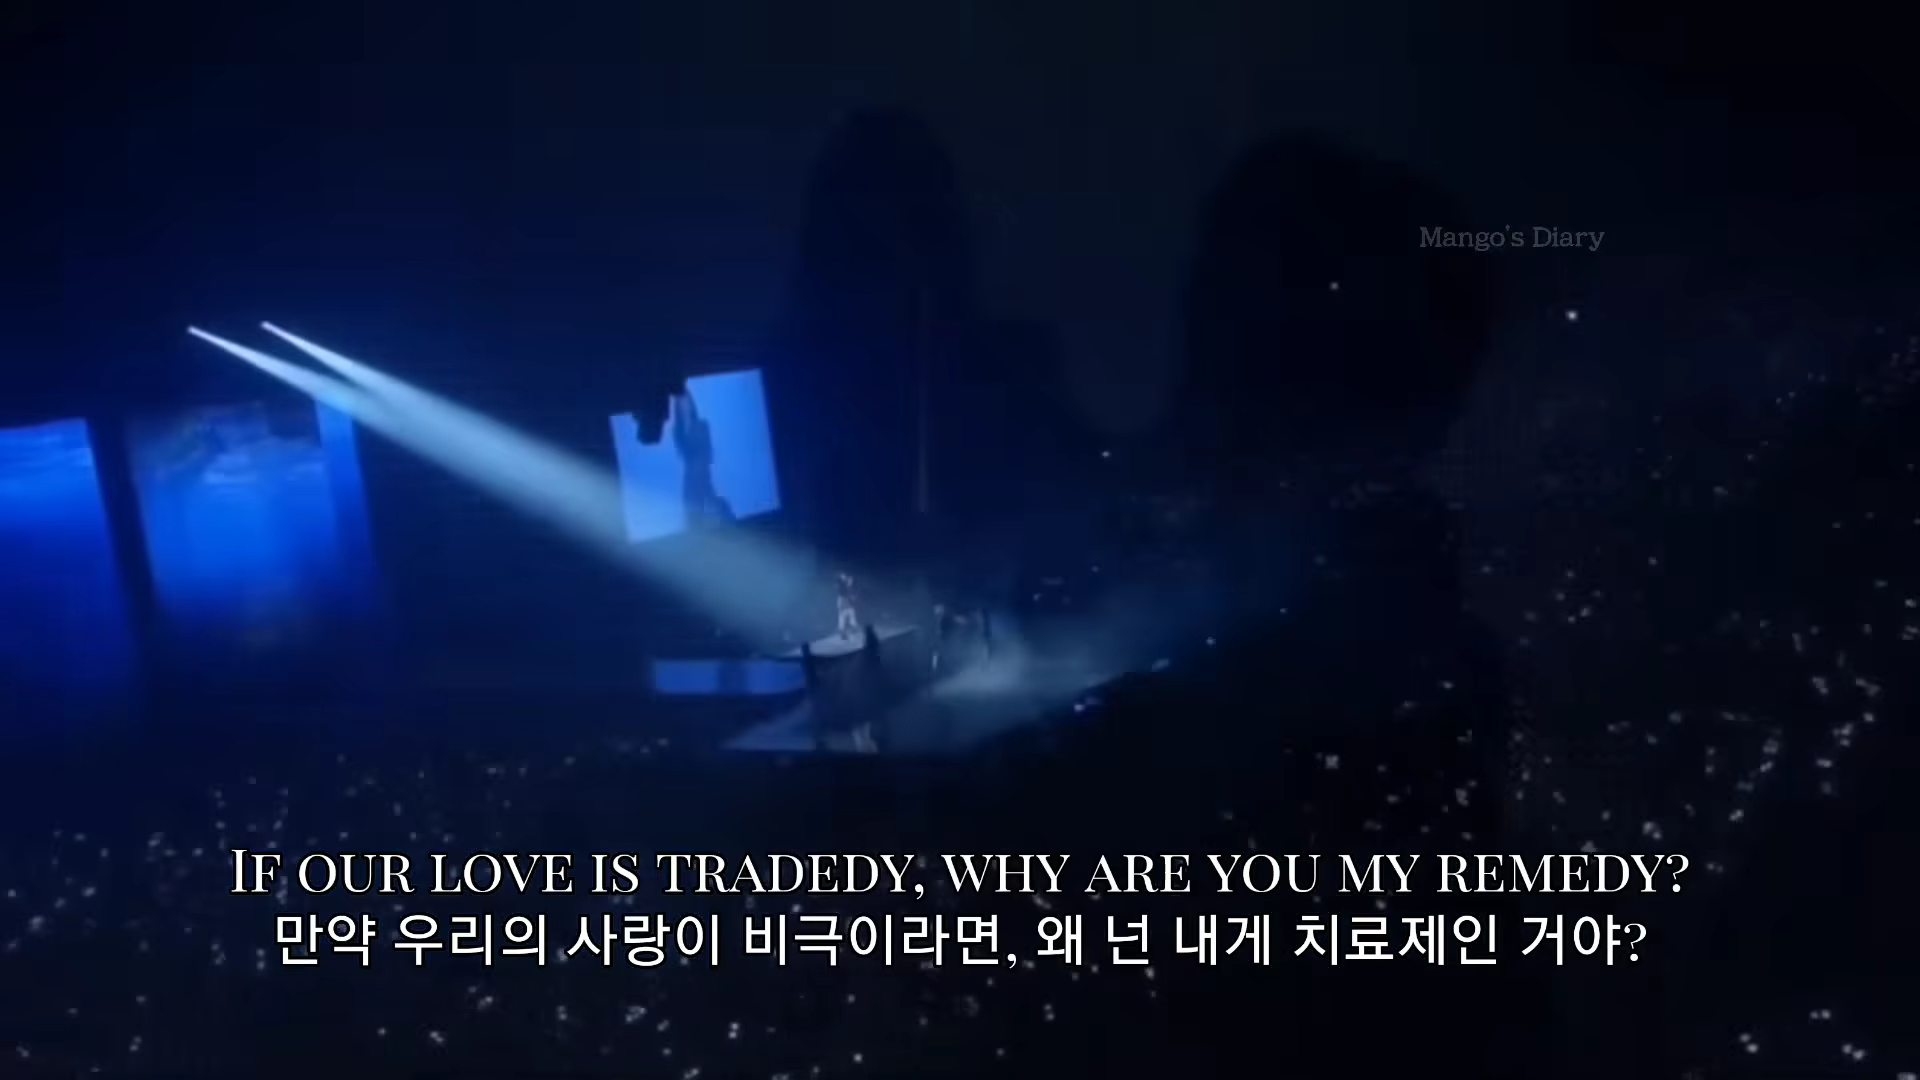 Mango's Diary
IF OUR LOVE IS TRADEDY, WHY ARE YOU MY REMEDY?
만약 우리의 사랑이 비극이라면, 왜 넌 내게 치료제인 거야?